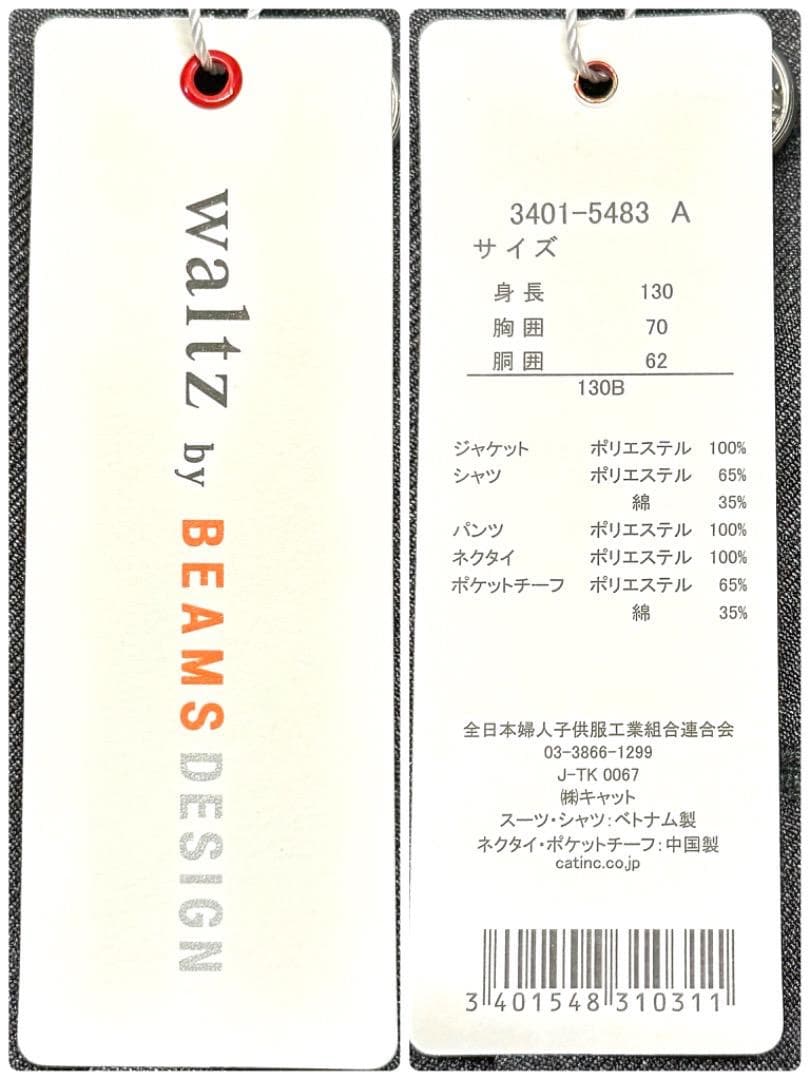 waltz by BEAMS DESIGN
3401-5483 A
サイズ
身長 130
胸囲 70
胴囲 62
130B
ジャケット ポリエステル 100%
シャツ ポリエステル 65%
綿 35%
パンツ ポリエステル 100%
ネクタイ ポリエステル 100%
ポケットチーフ ポリエステル 65%
綿 35%
全日本婦人子供服工業組合連合会
03-3866-1299
J-TK 0067
㈱キャット
スーツ・シャツ:ベトナム製
ネクタイ・ポケットチーフ:中国製
catinc.co.jp
3 401548 310311